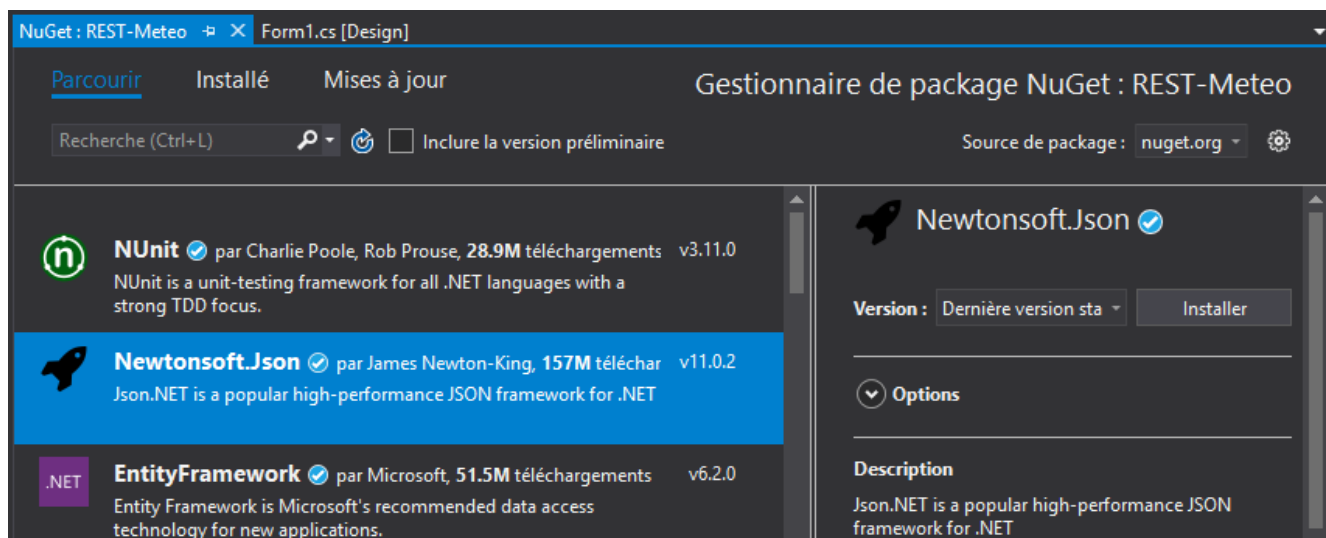 NuGet : REST-Meteo
Form1.cs [Design]
Parcourir Installé Mises à jour
Gestionnaire de package NuGet : REST-Meteo
Recherche (Ctrl+L)
Inclure la version préliminaire
Source de package : nuget.org
NUnit par Charlie Poole, Rob Prouse, 28.9M téléchargements v3.11.0
NUnit is a unit-testing framework for all .NET languages with a
strong TDD focus.
Newtonsoft.Json par James Newton-King, 157M téléchar v11.0.2
Json.NET is a popular high-performance JSON framework for .NET
.NET
EntityFramework par Microsoft, 51.5M téléchargements v6.2.0
Entity Framework is Microsoft's recommended data access
technology for new applications.
Newtonsoft.Json
Version : Dernière version sta Installer
Options
Description
Json.NET is a popular high-performance JSON
framework for .NET